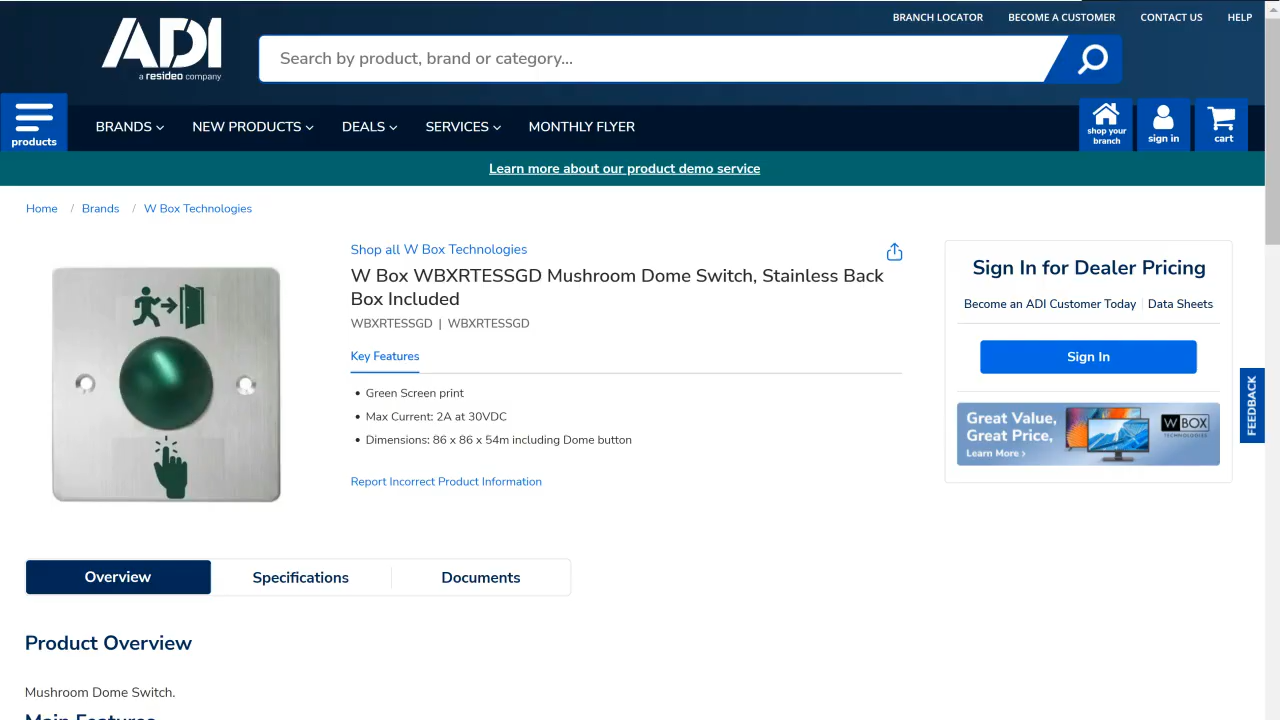 BRANCH LOCATOR BECOME A CUSTOMER CONTACT US HELP
ADI
a resideo company
Search by product, brand or category...
products
BRANDS NEW PRODUCTS DEALS SERVICES MONTHLY FLYER
shop your
branch
sign in
cart
Learn more about our product demo service
Home / Brands / W Box Technologies
Shop all W Box Technologies
W Box WBXRTESSGD Mushroom Dome Switch, Stainless Back
Box Included
WBXRTESSGD | WBXRTESSGD
Key Features
• Green Screen print
• Max Current: 2A at 30VDC
• Dimensions: 86 x 86 x 54m including Dome button
Report Incorrect Product Information
Sign In for Dealer Pricing
Become an ADI Customer Today Data Sheets
Sign In
Great Value,
Great Price,
Learn More ›
W BOX
TECHNOLOGIES
FEEDBACK
Overview Specifications Documents
Product Overview
Mushroom Dome Switch.
Main Features